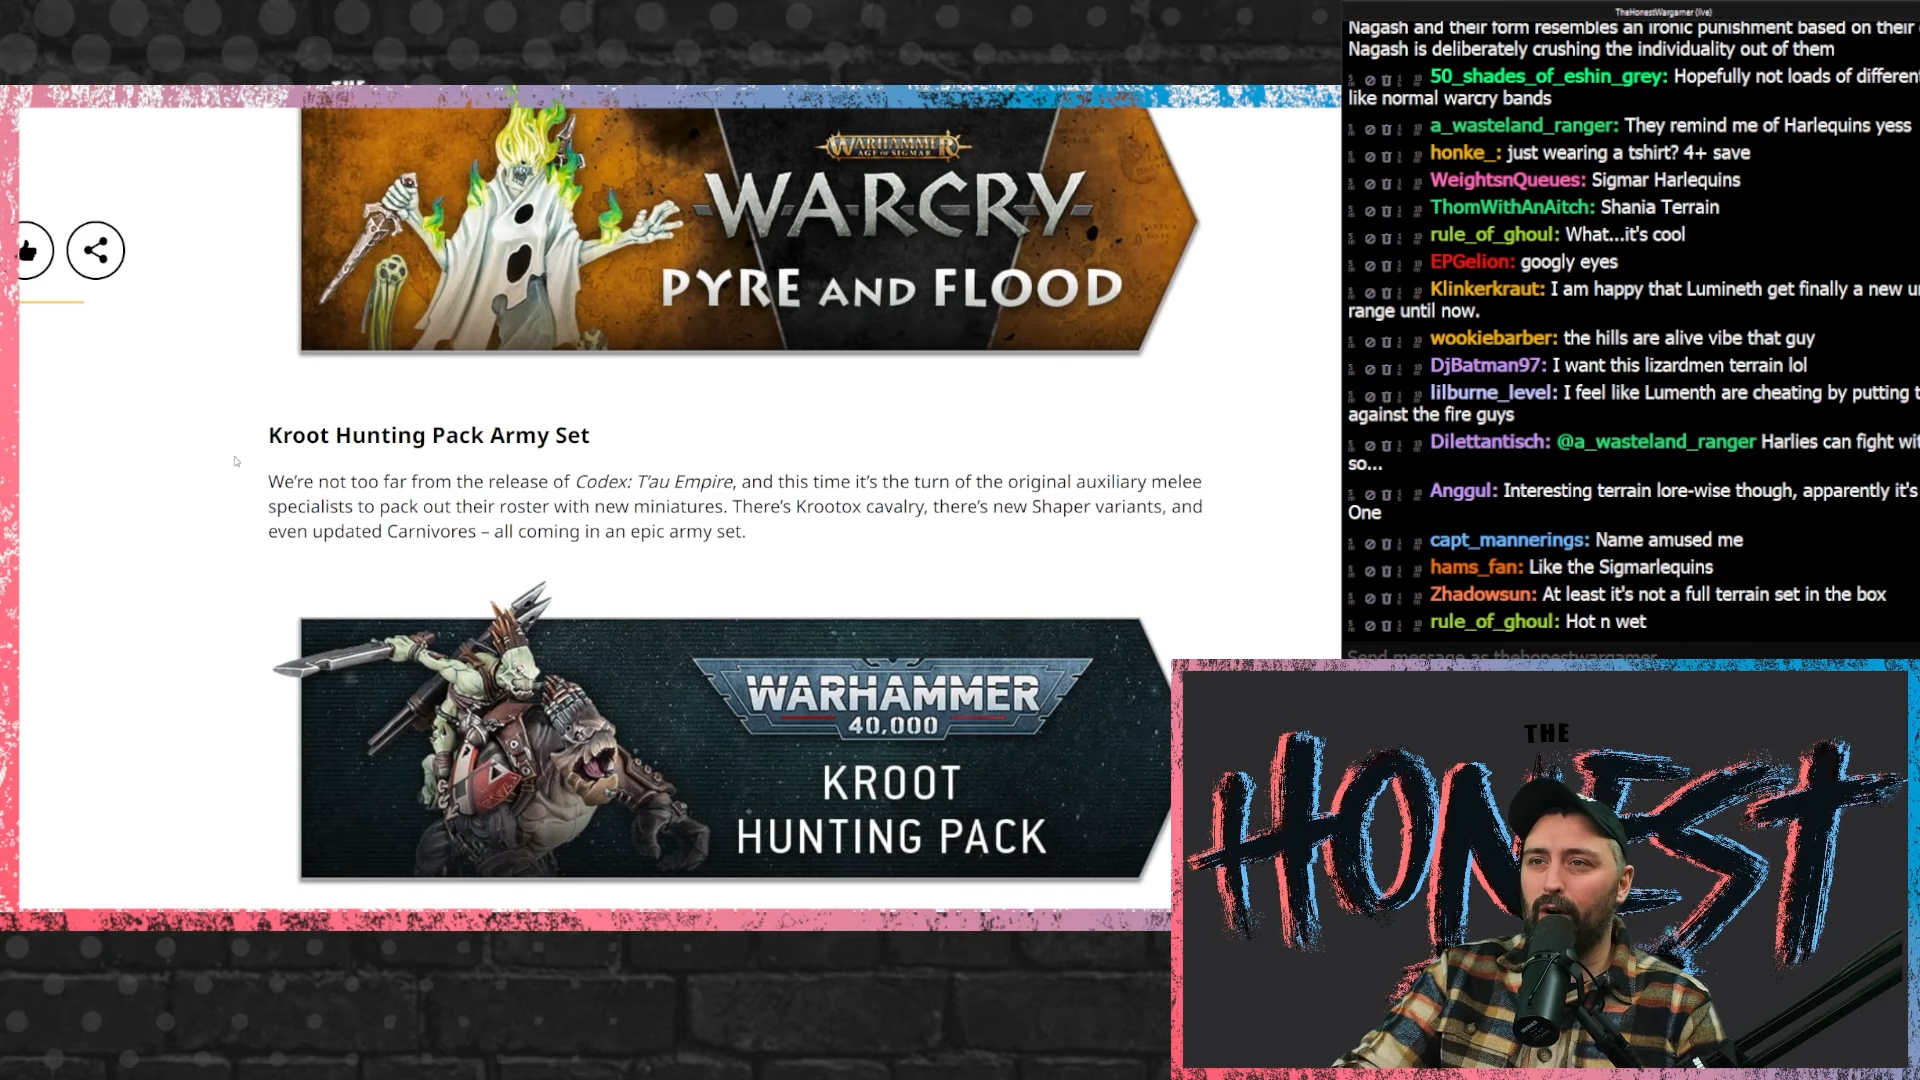 THE
WARHAMMER
AGE OF SIGMAR
WARCRY
PYRE AND FLOOD
Kroot Hunting Pack Army Set
We’re not too far from the release of Codex: T’au Empire, and this time it’s the turn of the original auxiliary melee
specialists to pack out their roster with new miniatures. There’s Krootox cavalry, there’s new Shaper variants, and
even updated Carnivores – all coming in an epic army set.
WARHAMMER
40,000
KROOT
HUNTING PACK
TheHonestWargamer (live)
Nagash and their form resembles an ironic punishment based on their
Nagash is deliberately crushing the individuality out of them
50_shades_of_eshin_grey: Hopefully not loads of different
like normal warcry bands
a_wasteland_ranger: They remind me of Harlequins yess
honke_: just wearing a tshirt? 4+ save
WeightsnQueues: Sigmar Harlequins
ThomWithAnAitch: Shania Terrain
rule_of_ghoul: What...it's cool
EPGelion: googly eyes
Klinkerkraut: I am happy that Lumineth get finally a new
range until now.
wookiebarber: the hills are alive vibe that guy
DjBatman97: I want this lizardmen terrain lol
lilburne_level: I feel like Lumenth are cheating by putting
against the fire guys
Dilettantisch: @a_wasteland_ranger Harlies can fight
so...
Anggul: Interesting terrain lore-wise though, apparently it's
One
capt_mannerings: Name amused me
hams_fan: Like the Sigmarlequins
Zhadowsun: At least it's not a full terrain set in the box
rule_of_ghoul: Hot n wet
Send message as thehonestwargamer
THE
HONEST